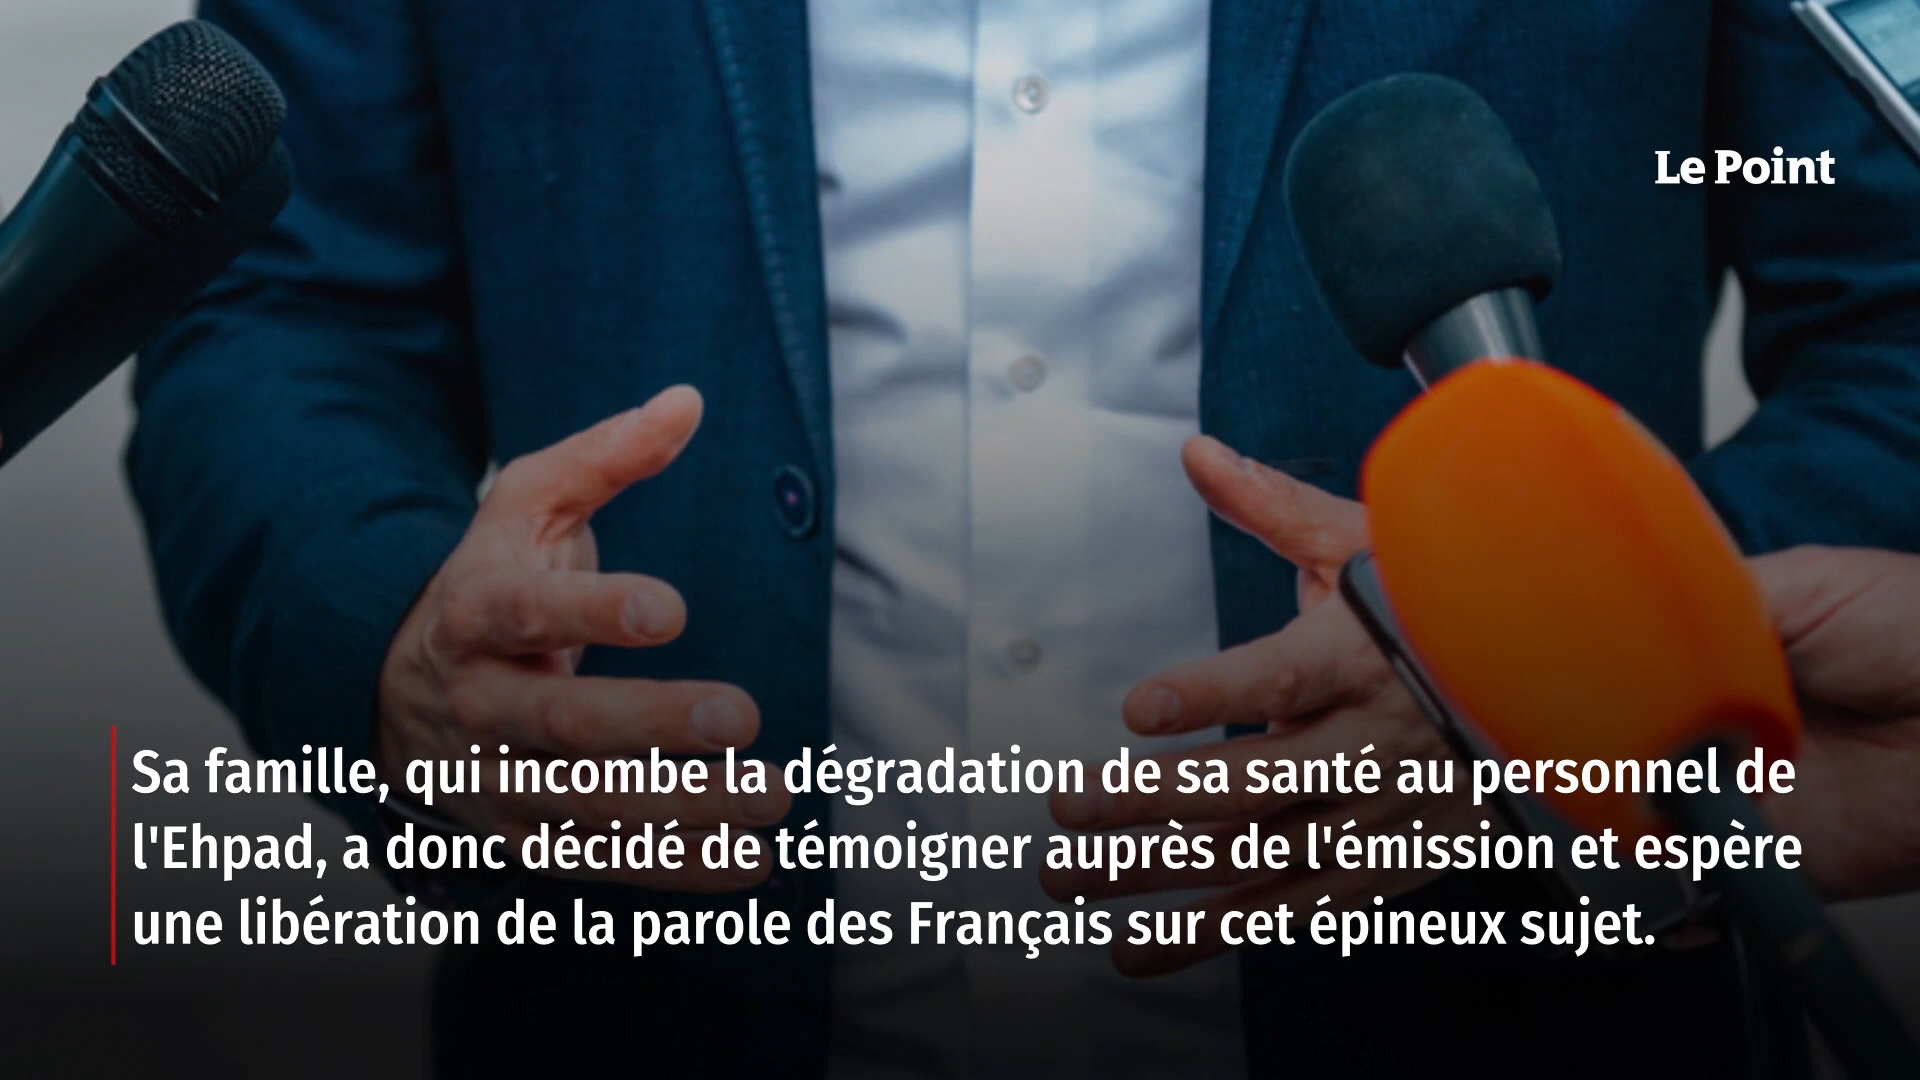 Le Point
Sa famille, qui incombe la dégradation de sa santé au personnel de
l'Ehpad, a donc décidé de témoigner auprès de l'émission et espère
une libération de la parole des Français sur cet épineux sujet.